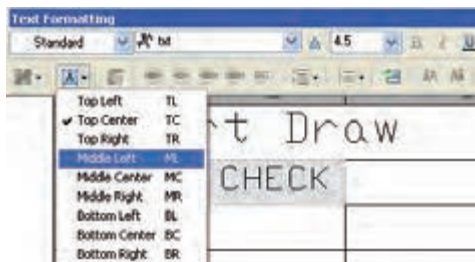 Text Formatting
Standard txt 4.5
Top Left TL
Top Center TC
Top Right TR
Middle Left ML
Middle Center MC
Middle Right MR
Bottom Left BL
Bottom Center BC
Bottom Right BR
t Draw
CHECK